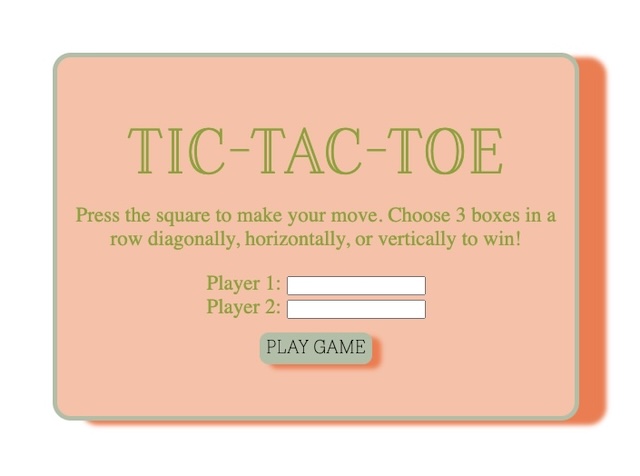 TIC-TAC-TOE
Press the square to make your move. Choose 3 boxes in a
row diagonally, horizontally, or vertically to win!
Player 1:
Player 2:
PLAY GAME